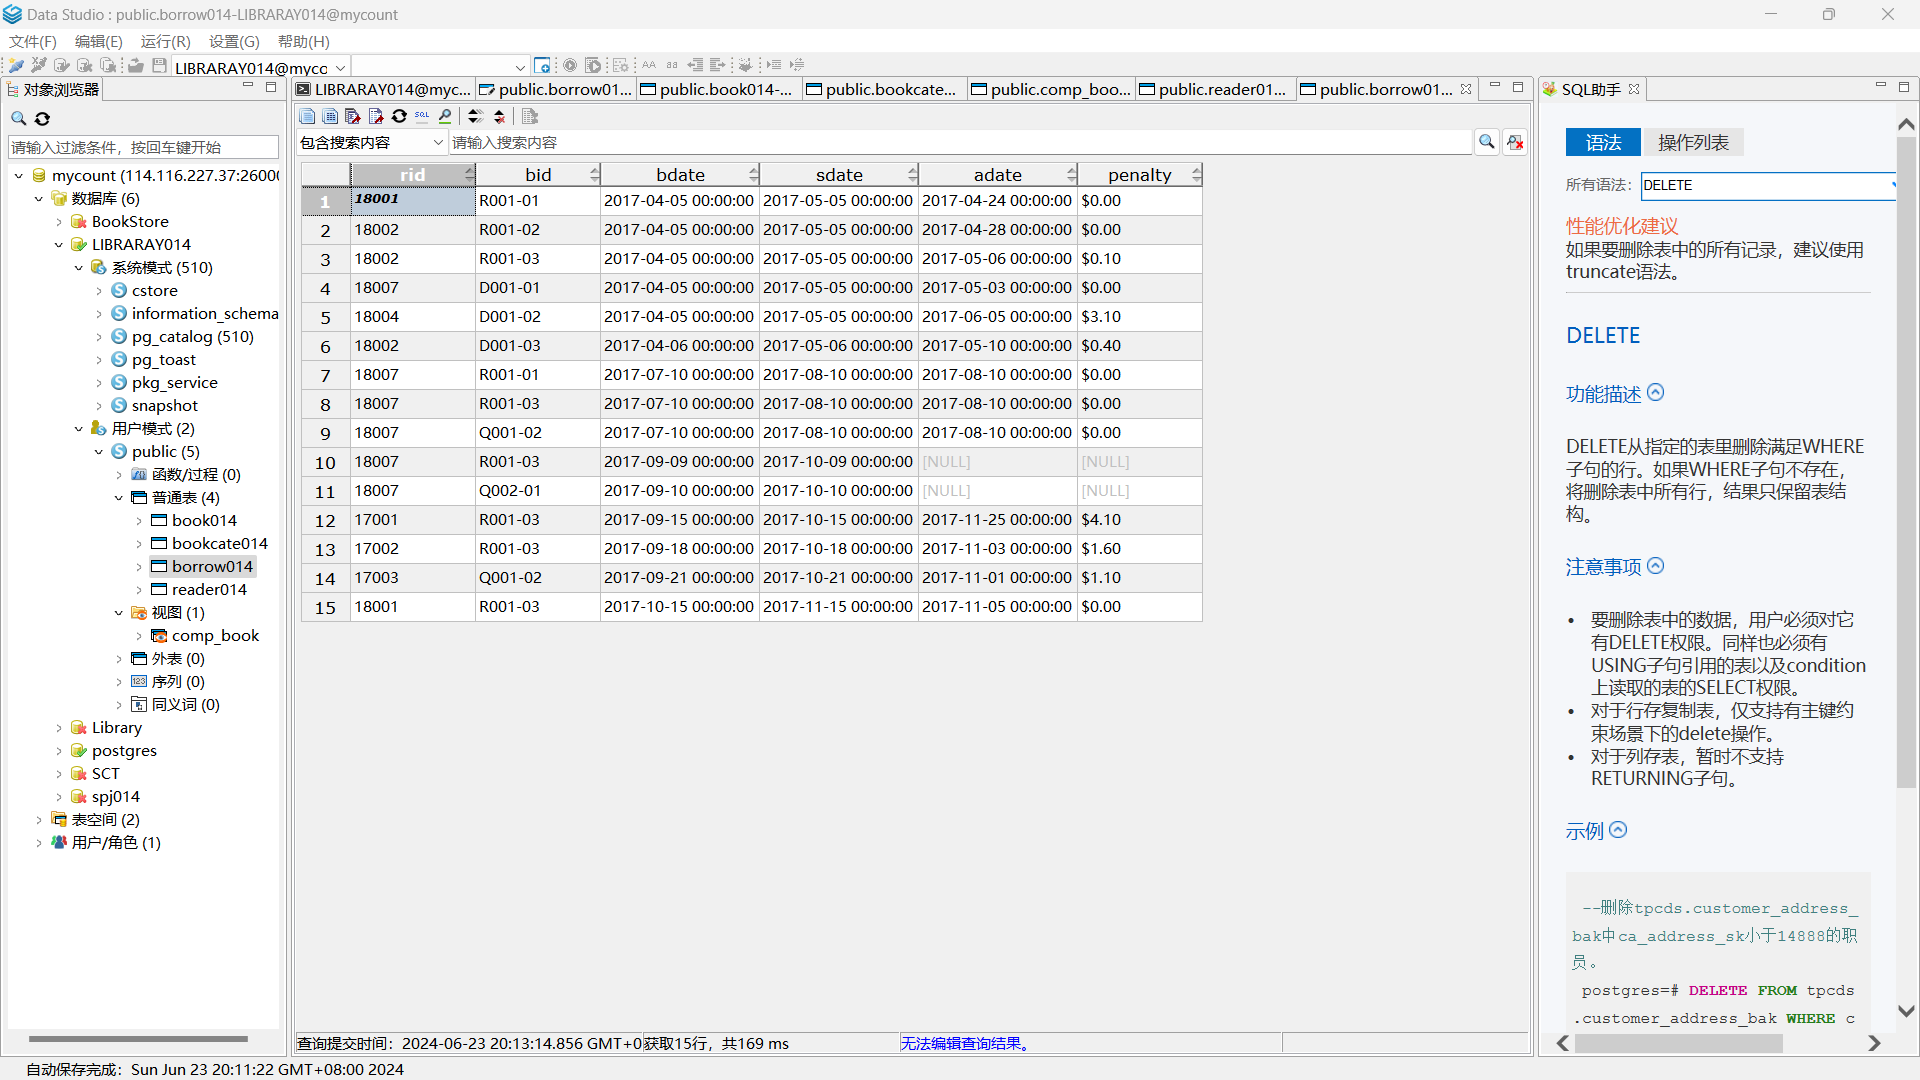 Data Studio : public.borrow014-LIBRARAY014@mycount
文件(F) 编辑(E) 运行(R) 设置(G) 帮助(H)
LIBRARAY014@myco
对象浏览器
请输入过滤条件，按回车键开始
mycount (114.116.227.37:2600
数据库 (6)
BookStore
LIBRARAY014
系统模式 (510)
cstore
information_schema
pg_catalog (510)
pg_toast
pkg_service
snapshot
用户模式 (2)
public (5)
函数/过程 (0)
普通表 (4)
book014
bookcate014
borrow014
reader014
视图 (1)
comp_book
外表 (0)
序列 (0)
同义词 (0)
Library
postgres
SCT
spj014
表空间 (2)
用户/角色 (1)
LIBRARAY014@myc... public.borrow01... public.book014-... public.bookcate... public.comp_boo... public.reader01... public.borrow01...
包含搜索内容 请输入搜索内容
rid bid bdate sdate adate penalty
1 18001 R001-01 2017-04-05 00:00:00 2017-05-05 00:00:00 2017-04-24 00:00:00 $0.00
2 18002 R001-02 2017-04-05 00:00:00 2017-05-05 00:00:00 2017-04-28 00:00:00 $0.00
3 18002 R001-03 2017-04-05 00:00:00 2017-05-05 00:00:00 2017-05-06 00:00:00 $0.10
4 18007 D001-01 2017-04-05 00:00:00 2017-05-05 00:00:00 2017-05-03 00:00:00 $0.00
5 18004 D001-02 2017-04-05 00:00:00 2017-05-05 00:00:00 2017-06-05 00:00:00 $3.10
6 18002 D001-03 2017-04-06 00:00:00 2017-05-06 00:00:00 2017-05-10 00:00:00 $0.40
7 18007 R001-01 2017-07-10 00:00:00 2017-08-10 00:00:00 2017-08-10 00:00:00 $0.00
8 18007 R001-03 2017-07-10 00:00:00 2017-08-10 00:00:00 2017-08-10 00:00:00 $0.00
9 18007 Q001-02 2017-07-10 00:00:00 2017-08-10 00:00:00 2017-08-10 00:00:00 $0.00
10 18007 R001-03 2017-09-09 00:00:00 2017-10-09 00:00:00 [NULL] [NULL]
11 18007 Q002-01 2017-09-10 00:00:00 2017-10-10 00:00:00 [NULL] [NULL]
12 17001 R001-03 2017-09-15 00:00:00 2017-10-15 00:00:00 2017-11-25 00:00:00 $4.10
13 17002 R001-03 2017-09-18 00:00:00 2017-10-18 00:00:00 2017-11-03 00:00:00 $1.60
14 17003 Q001-02 2017-09-21 00:00:00 2017-10-21 00:00:00 2017-11-01 00:00:00 $1.10
15 18001 R001-03 2017-10-15 00:00:00 2017-11-15 00:00:00 2017-11-05 00:00:00 $0.00
查询提交时间： 2024-06-23 20:13:14.856 GMT+0 获取15行，共169 ms 无法编辑查询结果。
SQL助手
语法 操作列表
所有语法: DELETE
性能优化建议
如果要删除表中的所有记录，建议使用
truncate语法。
DELETE
功能描述
DELETE从指定的表里删除满足WHERE
子句的行。如果WHERE子句不存在，
将删除表中所有行，结果只保留表结
构。
注意事项
• 要删除表中的数据，用户必须对它
有DELETE权限。同样也必须有
USING子句引用的表以及condition
上读取的表的SELECT权限。
• 对于行存复制表，仅支持有主键约
束场景下的delete操作。
• 对于列存表，暂时不支持
RETURNING子句。
示例
--删除tpcds.customer_address_
bak中ca_address_sk小于14888的职
员。
postgres=# DELETE FROM tpcds
.customer_address_bak WHERE c
自动保存完成： Sun Jun 23 20:11:22 GMT+08:00 2024